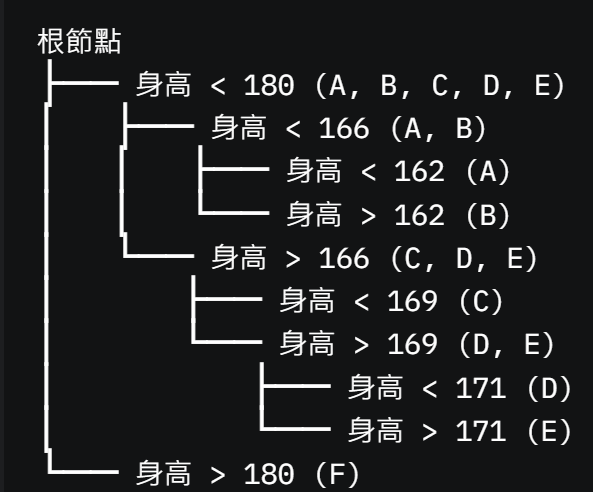 根節點
身高 < 180 (A, B, C, D, E)
身高 < 166 (A, B)
身高 < 162 (A)
身高 > 162 (B)
身高 > 166 (C, D, E)
身高 < 169 (C)
身高 > 169 (D, E)
身高 < 171 (D)
身高 > 171 (E)
身高 > 180 (F)